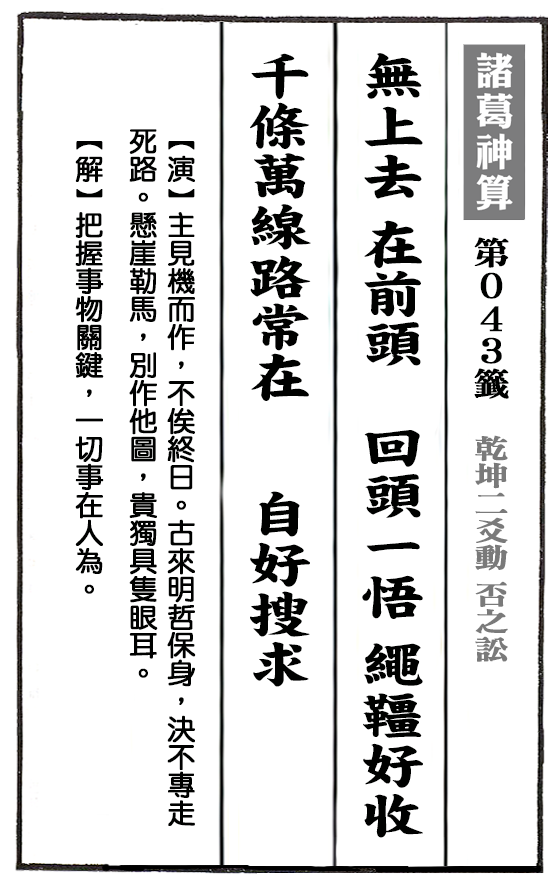 諸葛神算 第043籤 乾坤二爻動 否之訟
無上去 在前頭 回頭一悟 繩韁好收
千條萬線路常在 自好搜求
【演】主見機而作，不俟終日。古來明哲保身，決不專走
死路。懸崖勒馬，別作他圖，貴獨具隻眼耳。
【解】把握事物關鍵，一切事在人為。